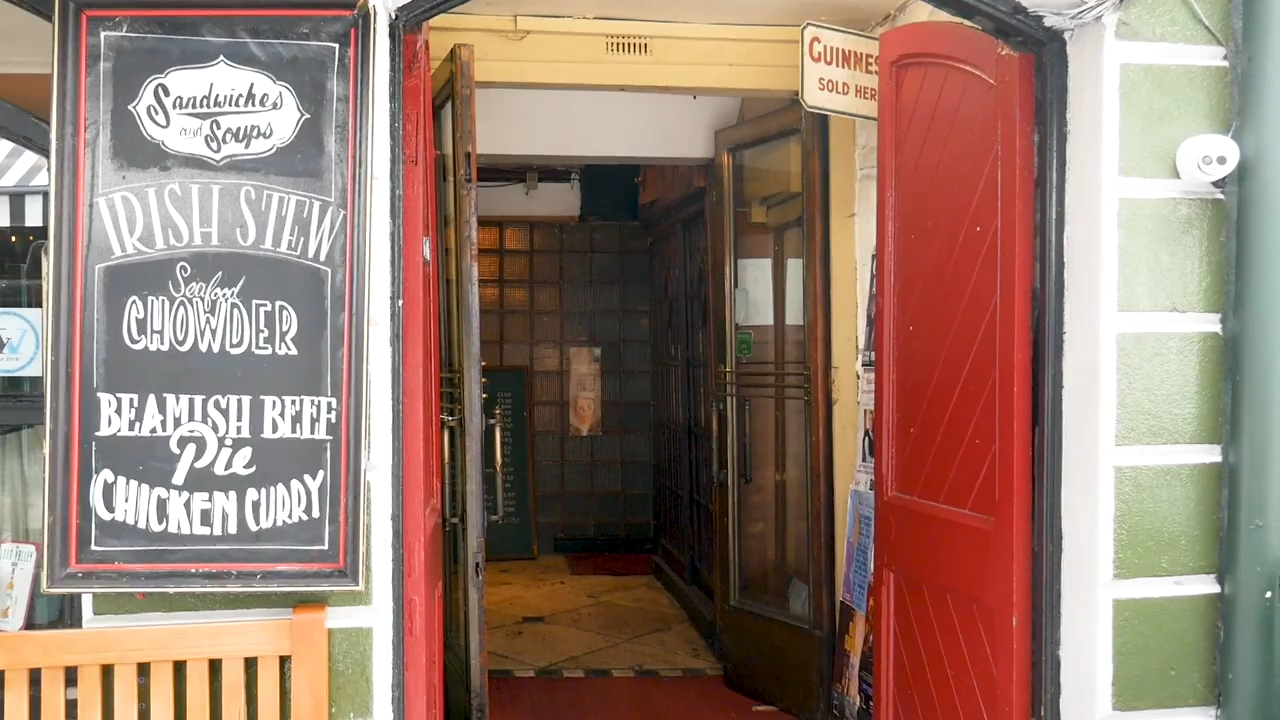 Sandwiches
and Soups
IRISH STEW
Seafood
CHOWDER
BEAMISH BEEF
Pie
CHICKEN CURRY
GUINNES
SOLD HER